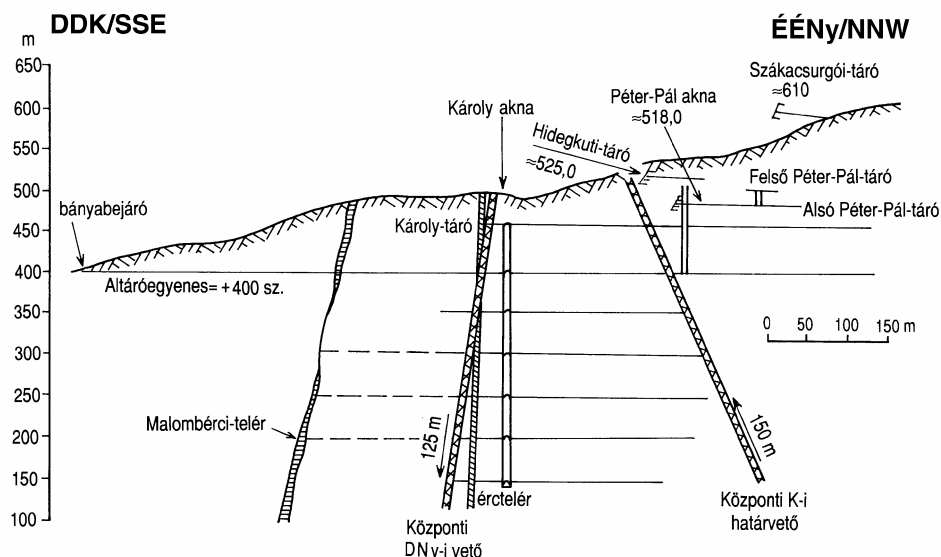 DDK/SSE
ÉÉNy/NNW
m
650
600
550
500
450
400
350
300
250
200
150
100
Szákacsurgói-táró
≈610
Péter-Pál akna
≈518,0
Károly akna
Hidegkuti-táró
≈525,0
Felső Péter-Pál-táró
Alsó Péter-Pál-táró
bányabejáró
Károly-táró
Altáróegyenes= +400 sz.
0 50 100 150 m
Malombérci-telér
125 m
150 m
érctelér
Központi
DNy-i vető
Központi K-i
határvető